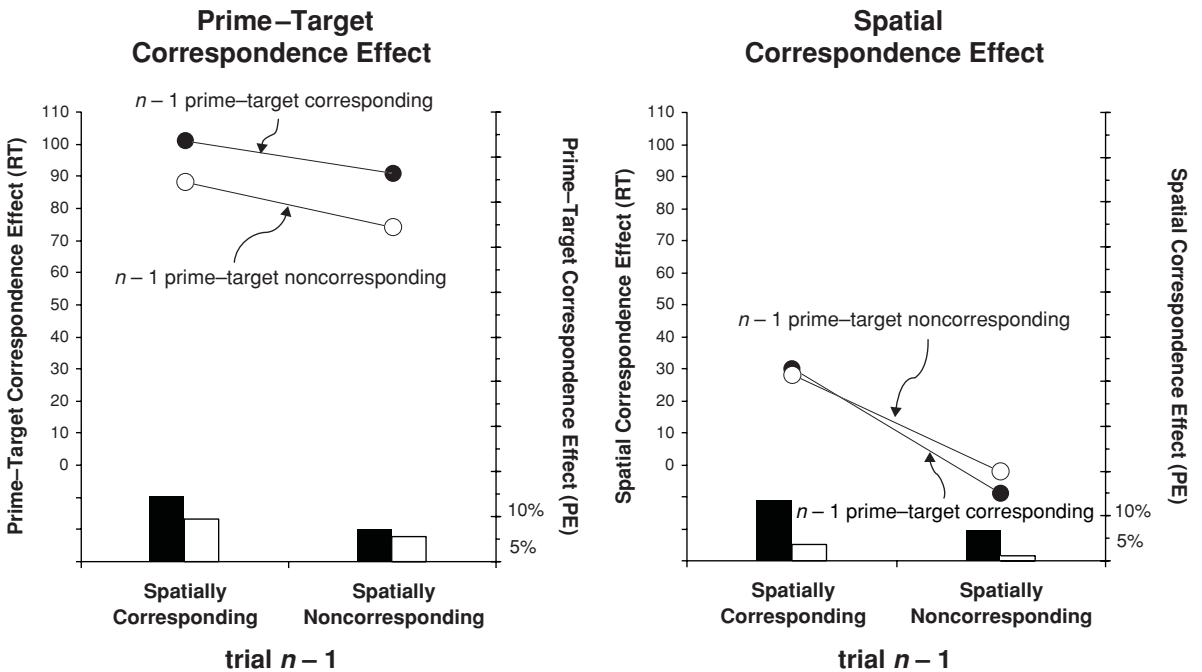 Prime–Target
Correspondence Effect
n – 1 prime–target corresponding
110
100
90
80
70
60
50
40
30
20
10
0
Prime–Target Correspondence Effect (RT)
n – 1 prime–target noncorresponding
Prime–Target Correspondence Effect (PE)
10%
5%
Spatially
Corresponding
Spatially
Noncorresponding
trial n – 1
Spatial
Correspondence Effect
110
100
90
80
70
60
50
40
30
20
10
0
Spatial Correspondence Effect (RT)
n – 1 prime–target noncorresponding
n – 1 prime–target corresponding
Spatial Correspondence Effect (PE)
10%
5%
Spatially
Corresponding
Spatially
Noncorresponding
trial n – 1